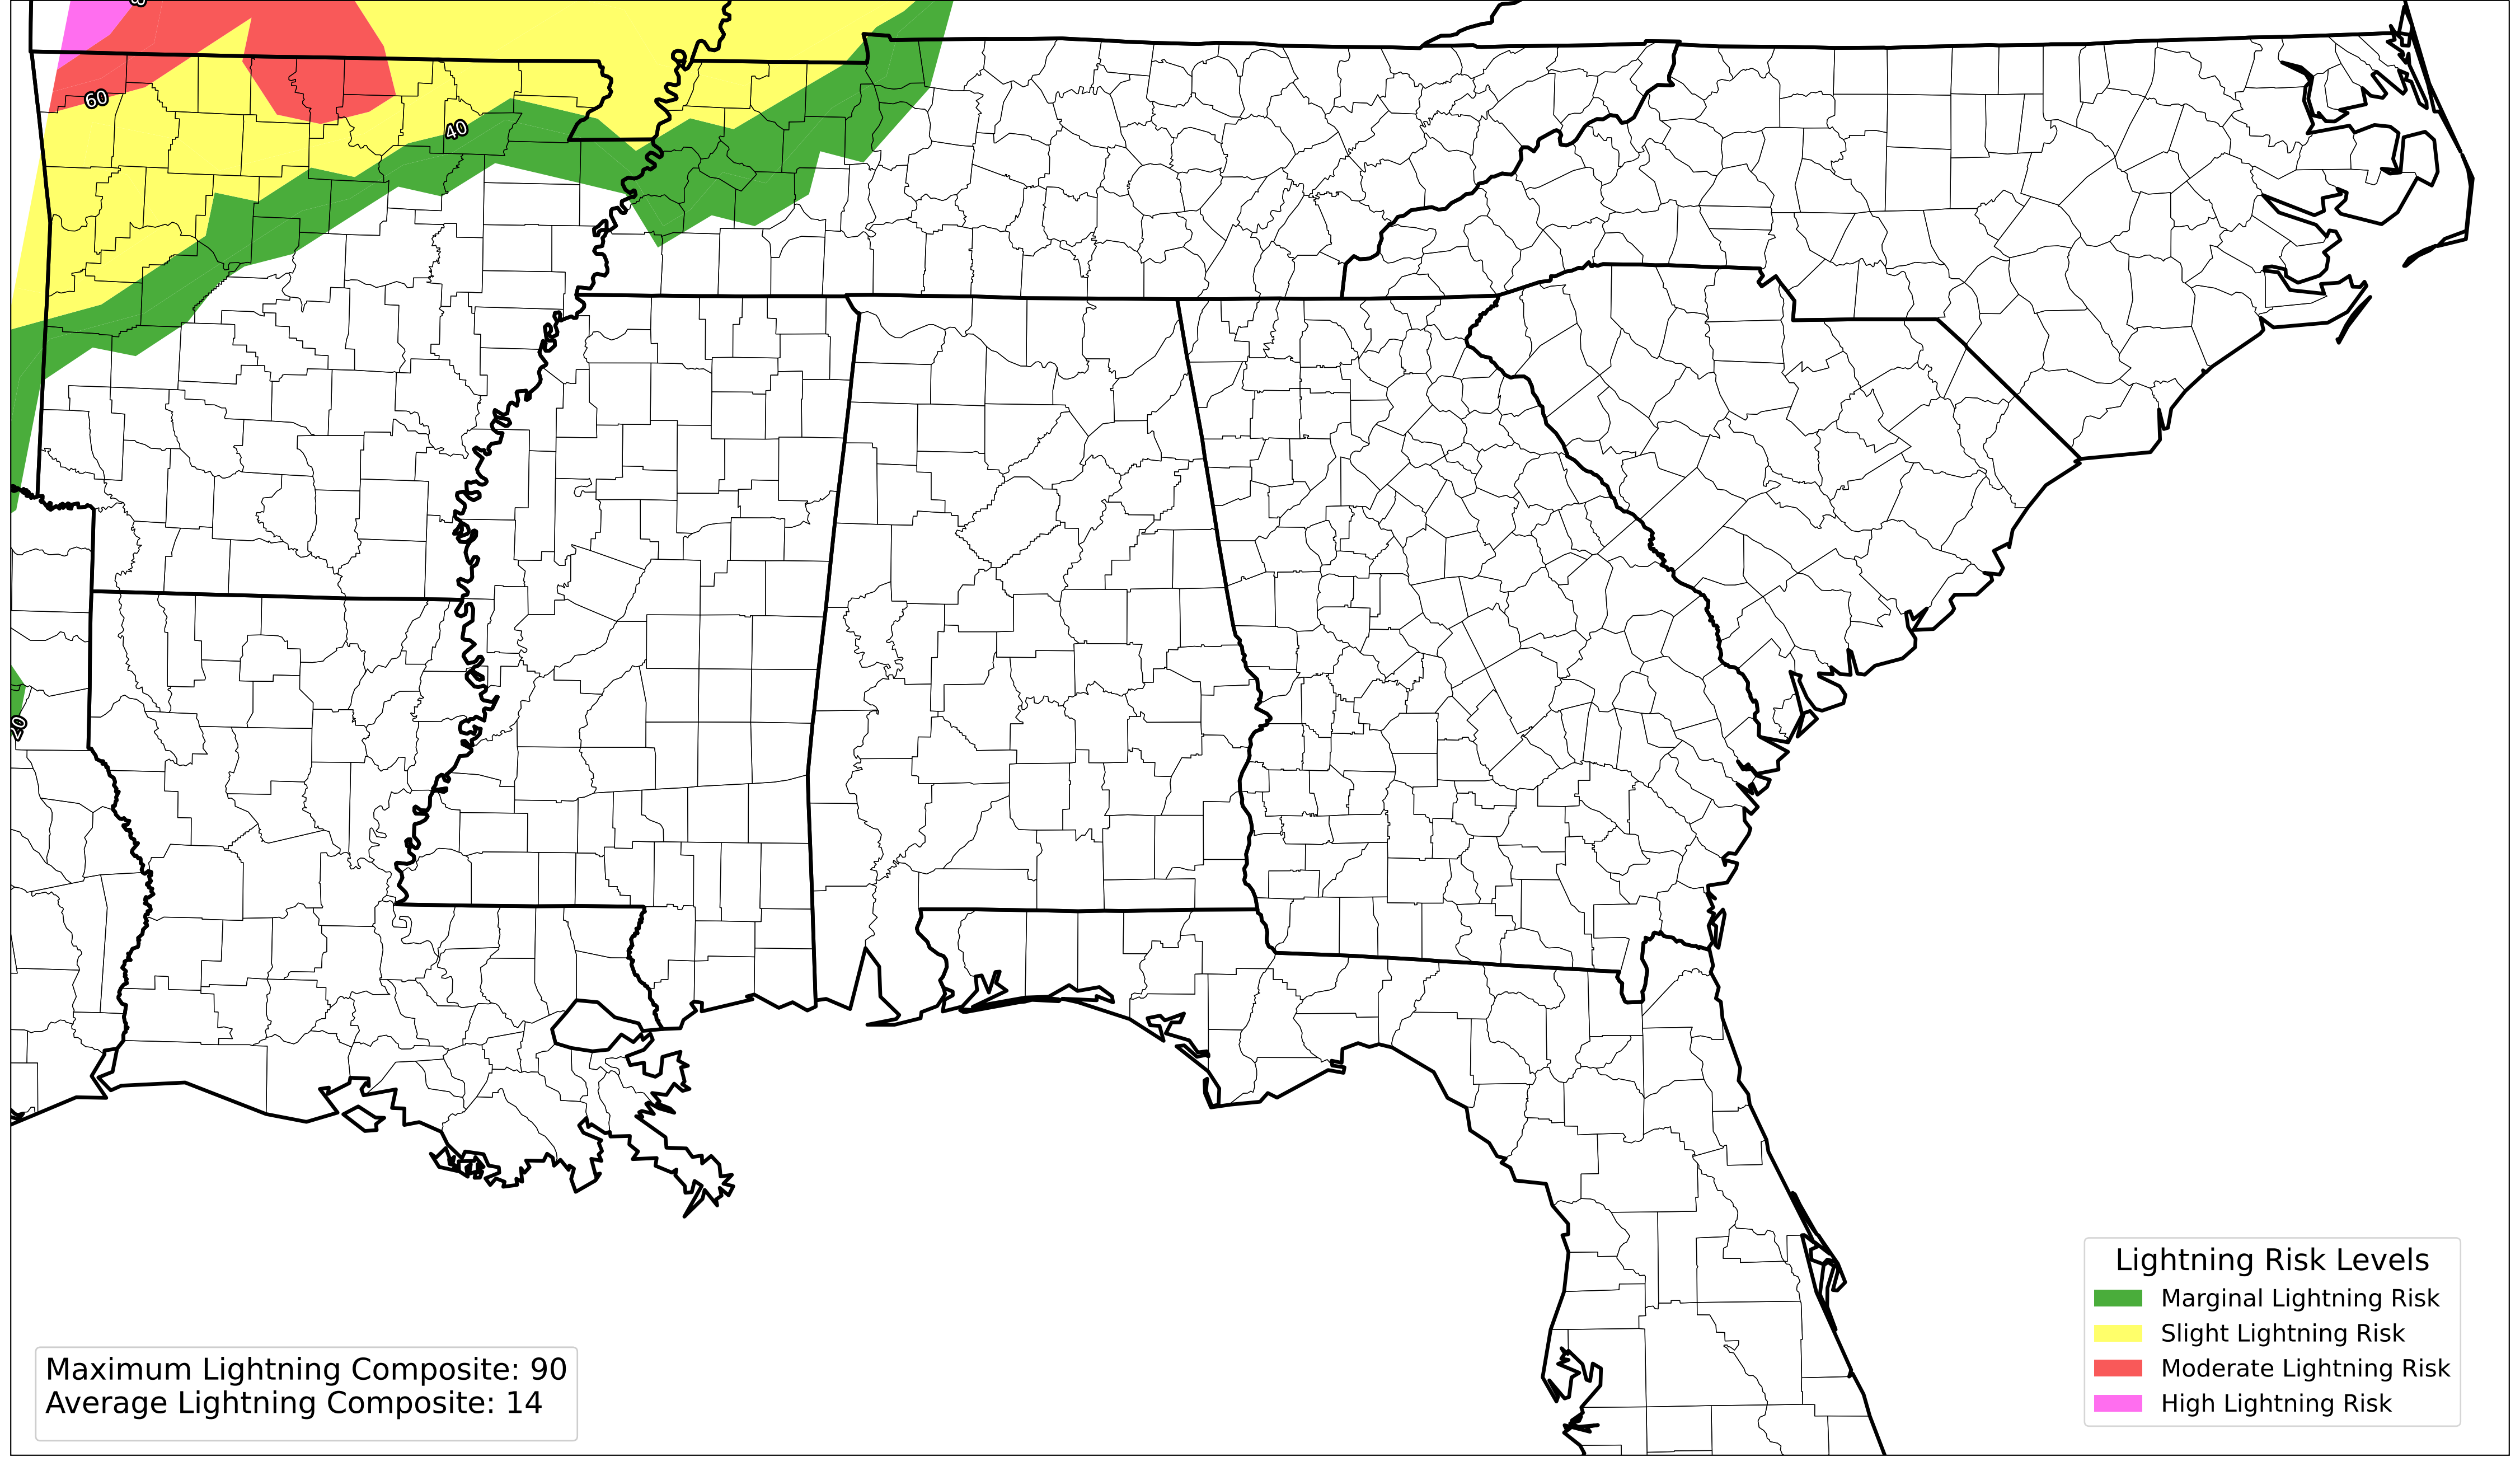 60
40
20
Maximum Lightning Composite: 90
Average Lightning Composite: 14
Lightning Risk Levels
Marginal Lightning Risk
Slight Lightning Risk
Moderate Lightning Risk
High Lightning Risk